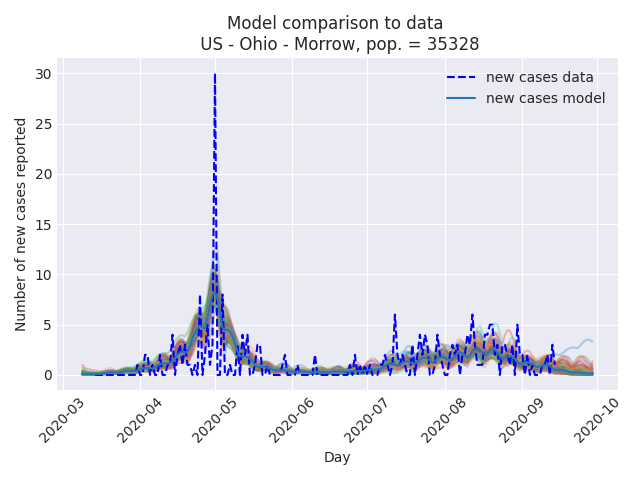 Model comparison to data
US - Ohio - Morrow, pop. = 35328
new cases data
new cases model
Number of new cases reported
30
25
20
15
10
5
0
2020-03
2020-04
2020-05
2020-06
2020-07
2020-08
2020-09
2020-10
Day